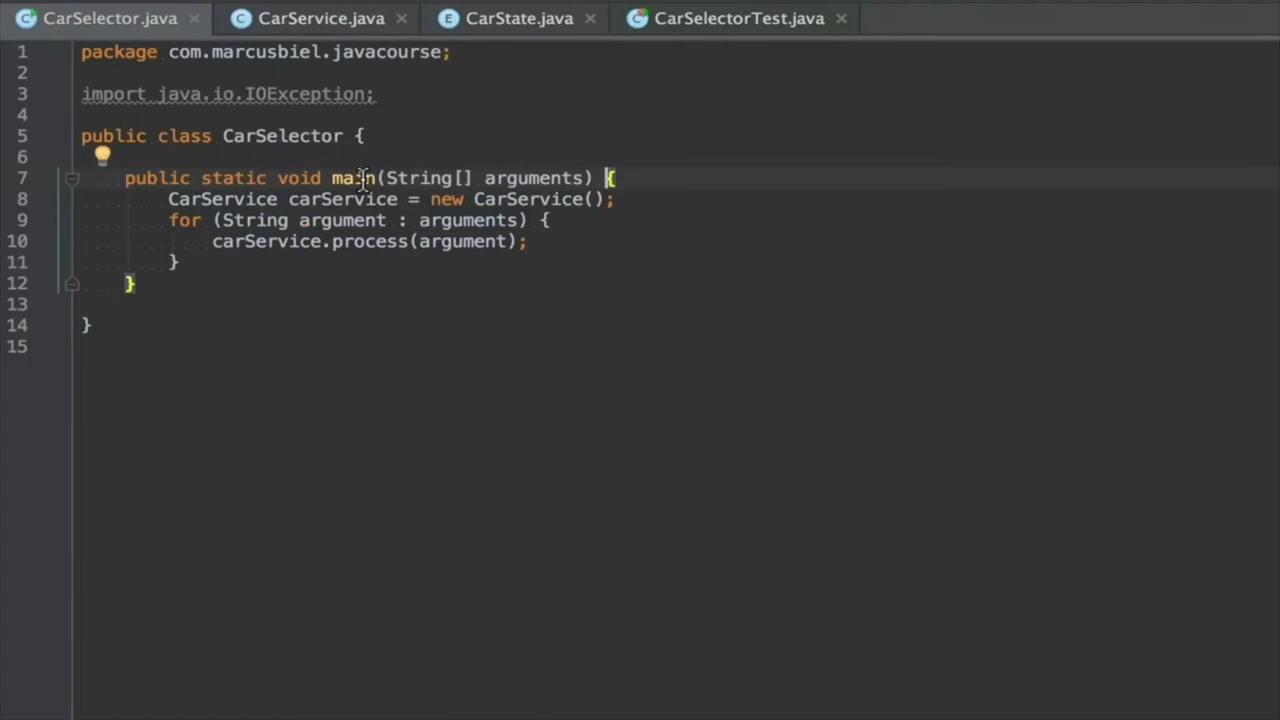 CarSelector.java CarService.java CarState.java CarSelectorTest.java
1 package com.marcusbiel.javacourse;
2
3 import java.io.IOException;
4
5 public class CarSelector {
6
7 public static void main(String[] arguments) {
8 CarService carService = new CarService();
9 for (String argument : arguments) {
10 carService.process(argument);
11 }
12 }
13
14 }
15